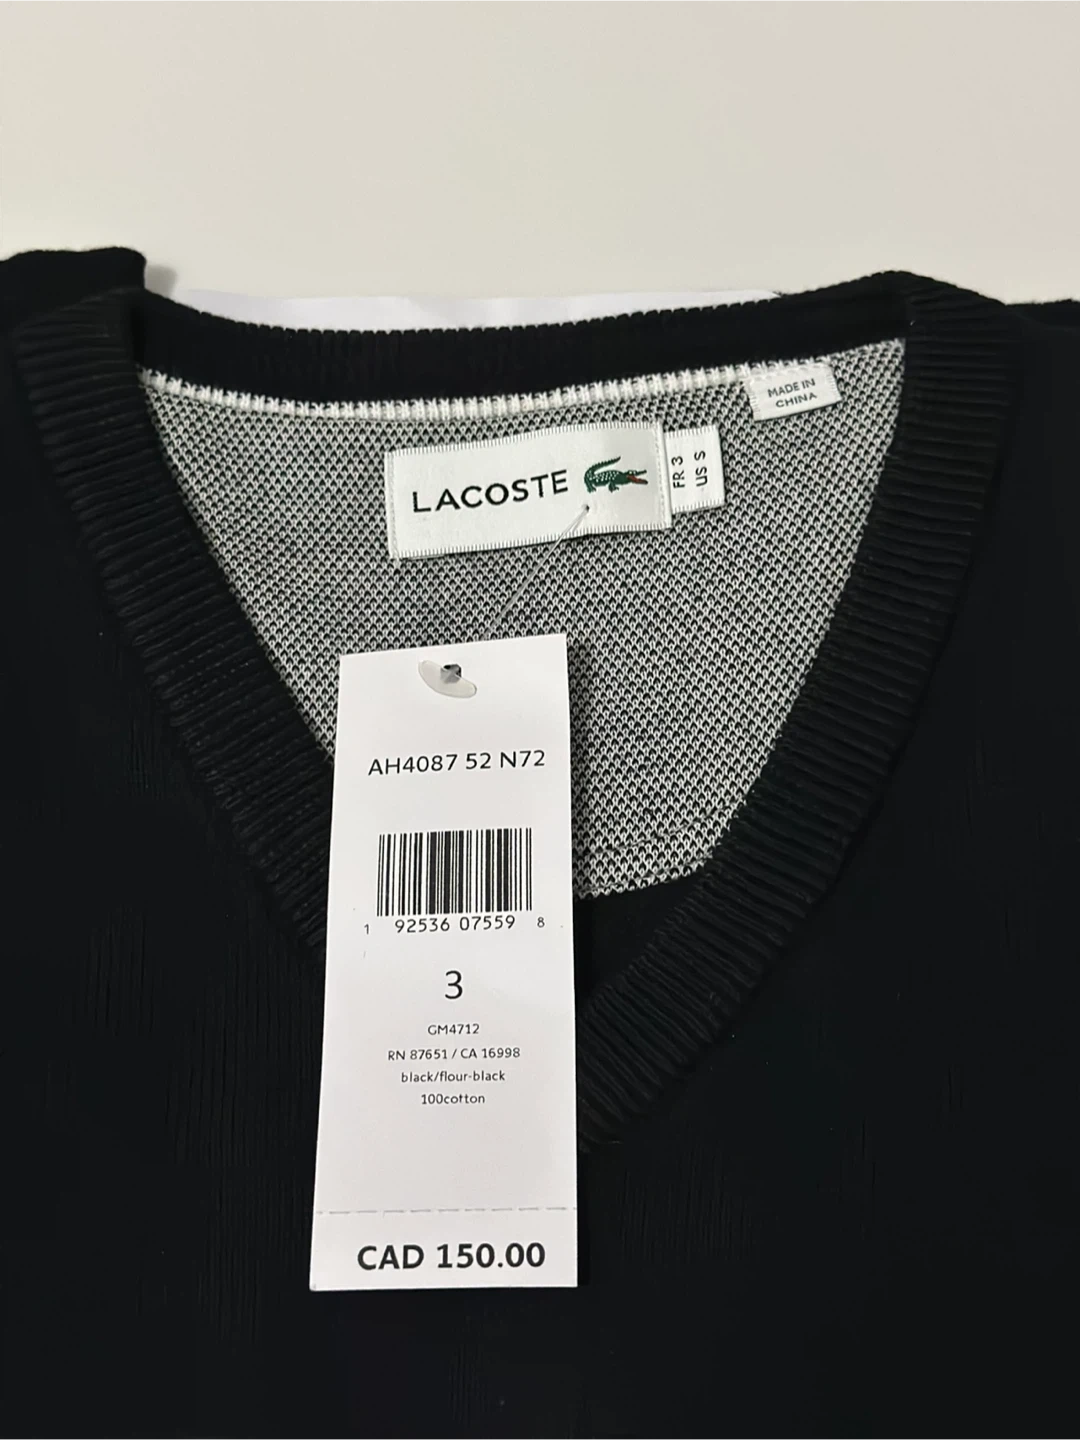 MADE IN
CHINA
LACOSTE
FR 3
US S
AH4087 52 N72
1 92536 07559 8
3
GM4712
RN 87651 / CA 16998
black/flour-black
100cotton
CAD 150.00